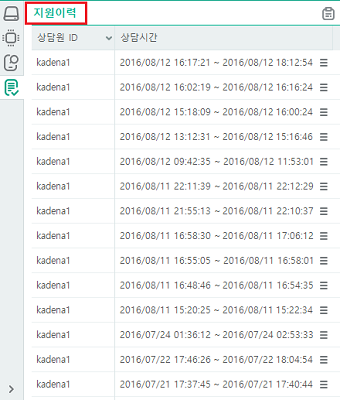 지원이력
상담원 ID 상담시간
kadena1 2016/08/12 16:17:21 ~ 2016/08/12 18:12:54
kadena1 2016/08/12 16:02:19 ~ 2016/08/12 16:16:24
kadena1 2016/08/12 15:18:09 ~ 2016/08/12 16:00:24
kadena1 2016/08/12 13:12:31 ~ 2016/08/12 15:16:46
kadena1 2016/08/12 09:42:35 ~ 2016/08/12 11:53:01
kadena1 2016/08/11 22:11:39 ~ 2016/08/11 22:12:29
kadena1 2016/08/11 21:55:13 ~ 2016/08/11 22:10:37
kadena1 2016/08/11 16:58:30 ~ 2016/08/11 17:06:12
kadena1 2016/08/11 16:55:05 ~ 2016/08/11 16:58:01
kadena1 2016/08/11 16:48:46 ~ 2016/08/11 16:54:35
kadena1 2016/08/11 15:20:25 ~ 2016/08/11 15:22:34
kadena1 2016/07/24 01:36:12 ~ 2016/07/24 02:53:33
kadena1 2016/07/22 17:46:26 ~ 2016/07/22 18:04:54
kadena1 2016/07/21 17:37:45 ~ 2016/07/21 17:40:44